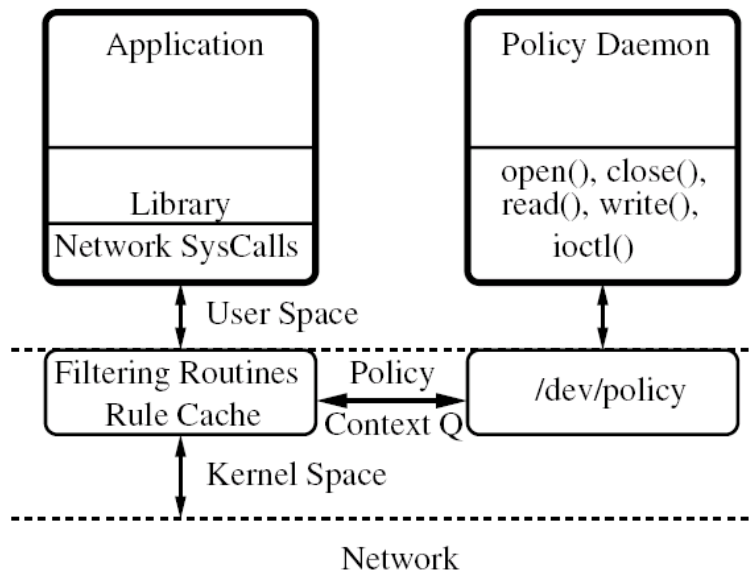 Application
Library
Network SysCalls
Policy Daemon
open(), close(),
read(), write(),
ioctl()
User Space
Filtering Routines
Rule Cache
Policy
Context Q
/dev/policy
Kernel Space
Network